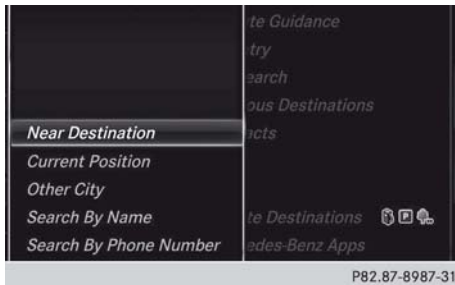 te Guidance
try
earch
ous Destinations
Near Destination
acts
Current Position
Other City
Search By Name
te Destinations
Search By Phone Number
edes-Benz Apps
P82.87-8987-31